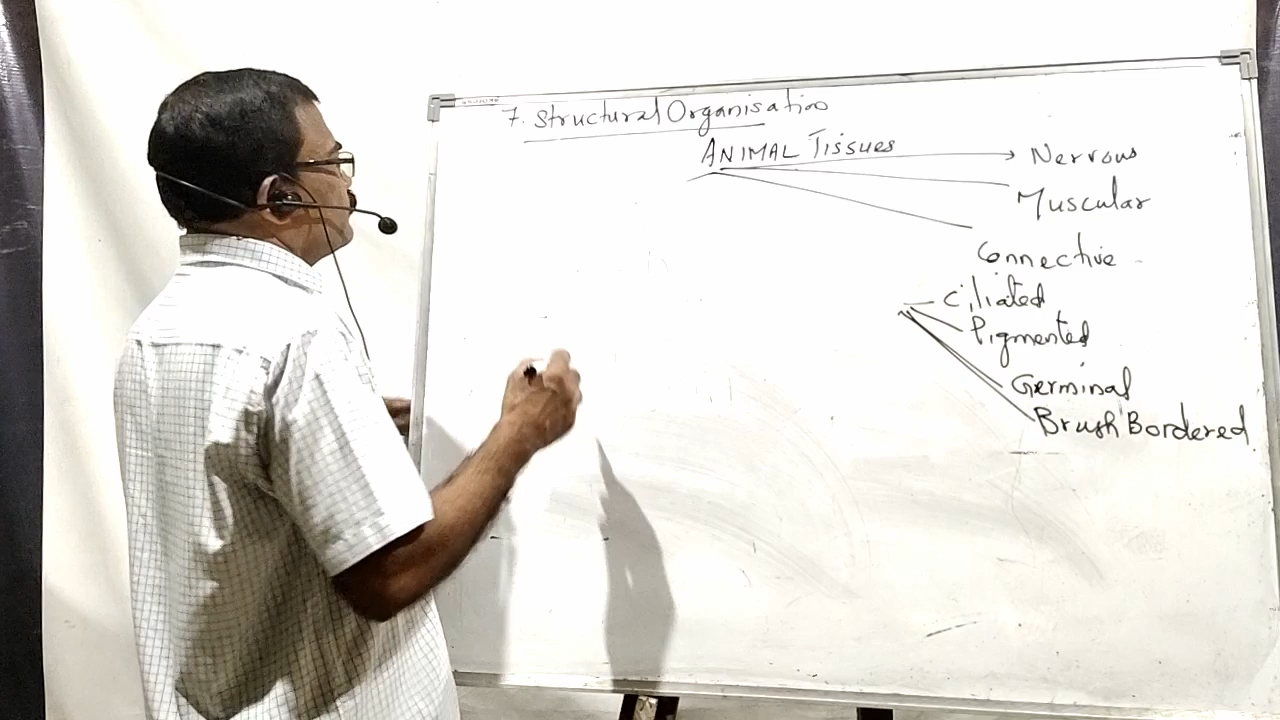 7. Structural Organisation
ANIMAL TISSUES
Nervous
Muscular
Connective
Ciliated
Pigmented
Germinal
Brush Bordered